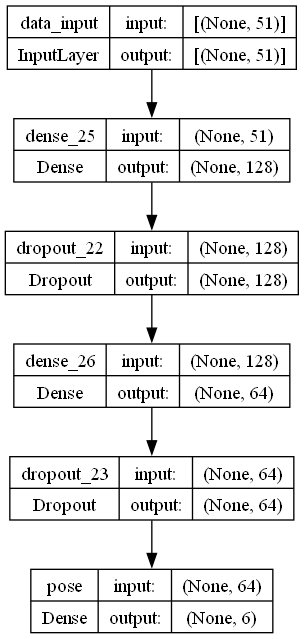 data_input input: [(None, 51)]
InputLayer output: [(None, 51)]
dense_25 input: (None, 51)
Dense output: (None, 128)
dropout_22 input: (None, 128)
Dropout output: (None, 128)
dense_26 input: (None, 128)
Dense output: (None, 64)
dropout_23 input: (None, 64)
Dropout output: (None, 64)
pose input: (None, 64)
Dense output: (None, 6)